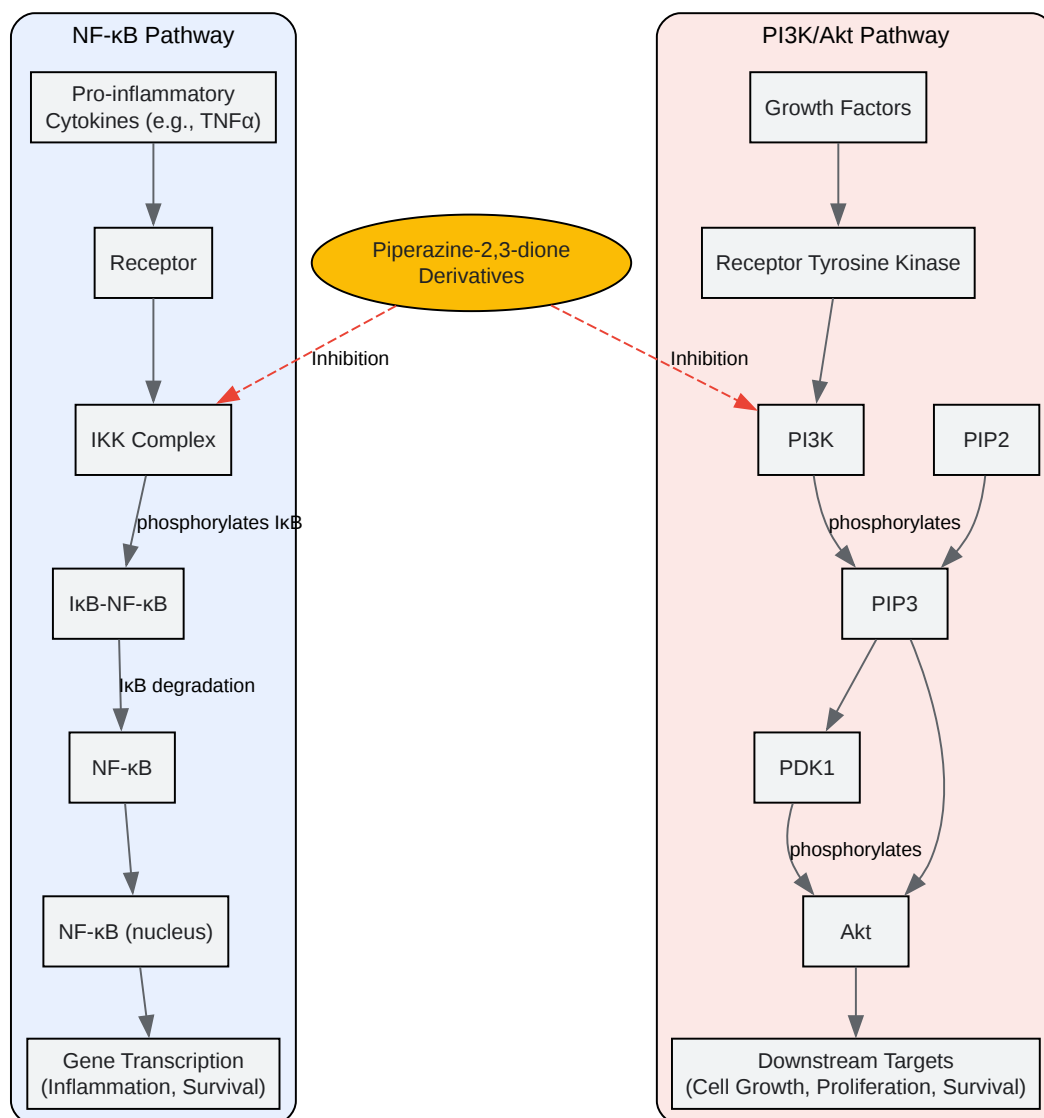 NF-κB Pathway
Pro-inflammatory
Cytokines (e.g., TNFα)
Receptor
IKK Complex
phosphorylates IκB
IκB-NF-κB
IκB degradation
NF-κB
NF-κB (nucleus)
Gene Transcription
(Inflammation, Survival)
Piperazine-2,3-dione
Derivatives
Inhibition
Inhibition
PI3K/Akt Pathway
Growth Factors
Receptor Tyrosine Kinase
PI3K
PIP2
phosphorylates
PIP3
PDK1
phosphorylates
Akt
Downstream Targets
(Cell Growth, Proliferation, Survival)